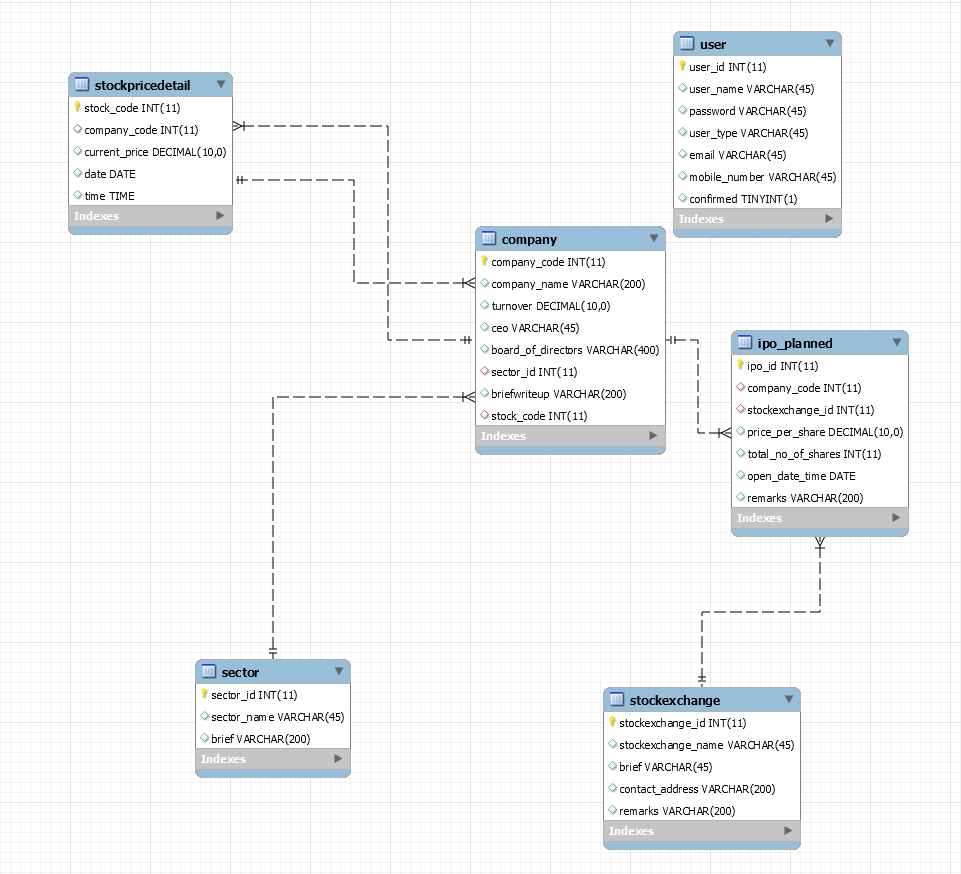 stockpricedetail
stock_code INT(11)
company_code INT(11)
current_price DECIMAL(10,0)
date DATE
time TIME
Indexes
user
user_id INT(11)
user_name VARCHAR(45)
password VARCHAR(45)
user_type VARCHAR(45)
email VARCHAR(45)
mobile_number VARCHAR(45)
confirmed TINYINT(1)
Indexes
company
company_code INT(11)
company_name VARCHAR(200)
turnover DECIMAL(10,0)
ceo VARCHAR(45)
board_of_directors VARCHAR(400)
sector_id INT(11)
briefwriteup VARCHAR(200)
stock_code INT(11)
Indexes
ipo_planned
ipo_id INT(11)
company_code INT(11)
stockexchange_id INT(11)
price_per_share DECIMAL(10,0)
total_no_of_shares INT(11)
open_date_time DATE
remarks VARCHAR(200)
Indexes
sector
sector_id INT(11)
sector_name VARCHAR(45)
brief VARCHAR(200)
Indexes
stockexchange
stockexchange_id INT(11)
stockexchange_name VARCHAR(45)
brief VARCHAR(45)
contact_address VARCHAR(200)
remarks VARCHAR(200)
Indexes